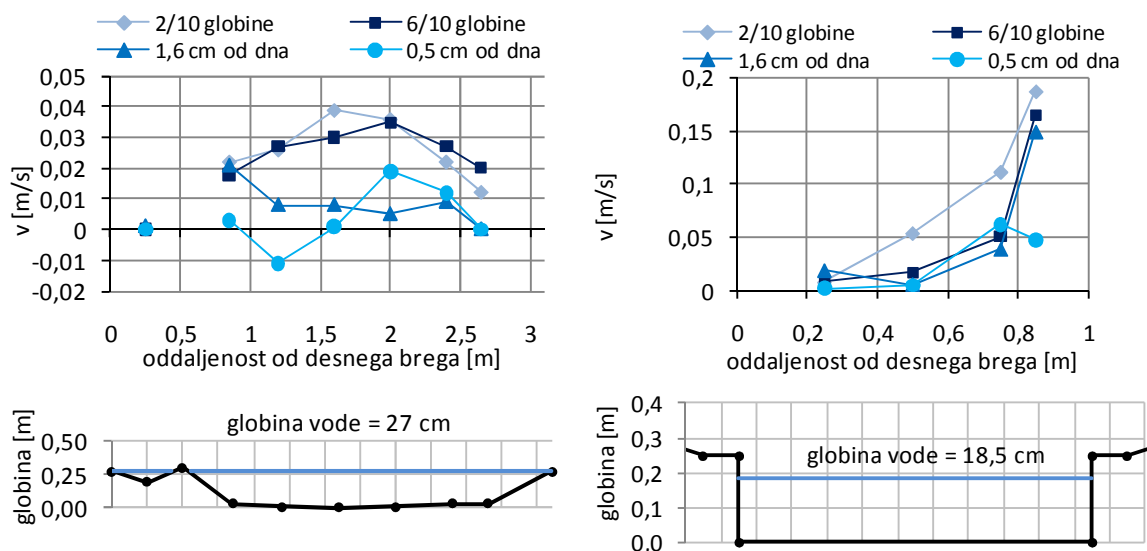 2/10 globine
6/10 globine
1,6 cm od dna
0,5 cm od dna
v [m/s]
0,05
0,04
0,03
0,02
0,01
0
-0,01
-0,02
0
0,5
1
1,5
2
2,5
3
oddaljenost od desnega brega [m]
globina [m]
0,50
0,25
0,00
globina vode = 27 cm
2/10 globine
6/10 globine
1,6 cm od dna
0,5 cm od dna
v [m/s]
0,2
0,15
0,1
0,05
0
0
0,2
0,4
0,6
0,8
1
oddaljenost od desnega brega [m]
globina [m]
0,4
0,3
0,2
0,1
0,0
globina vode = 18,5 cm